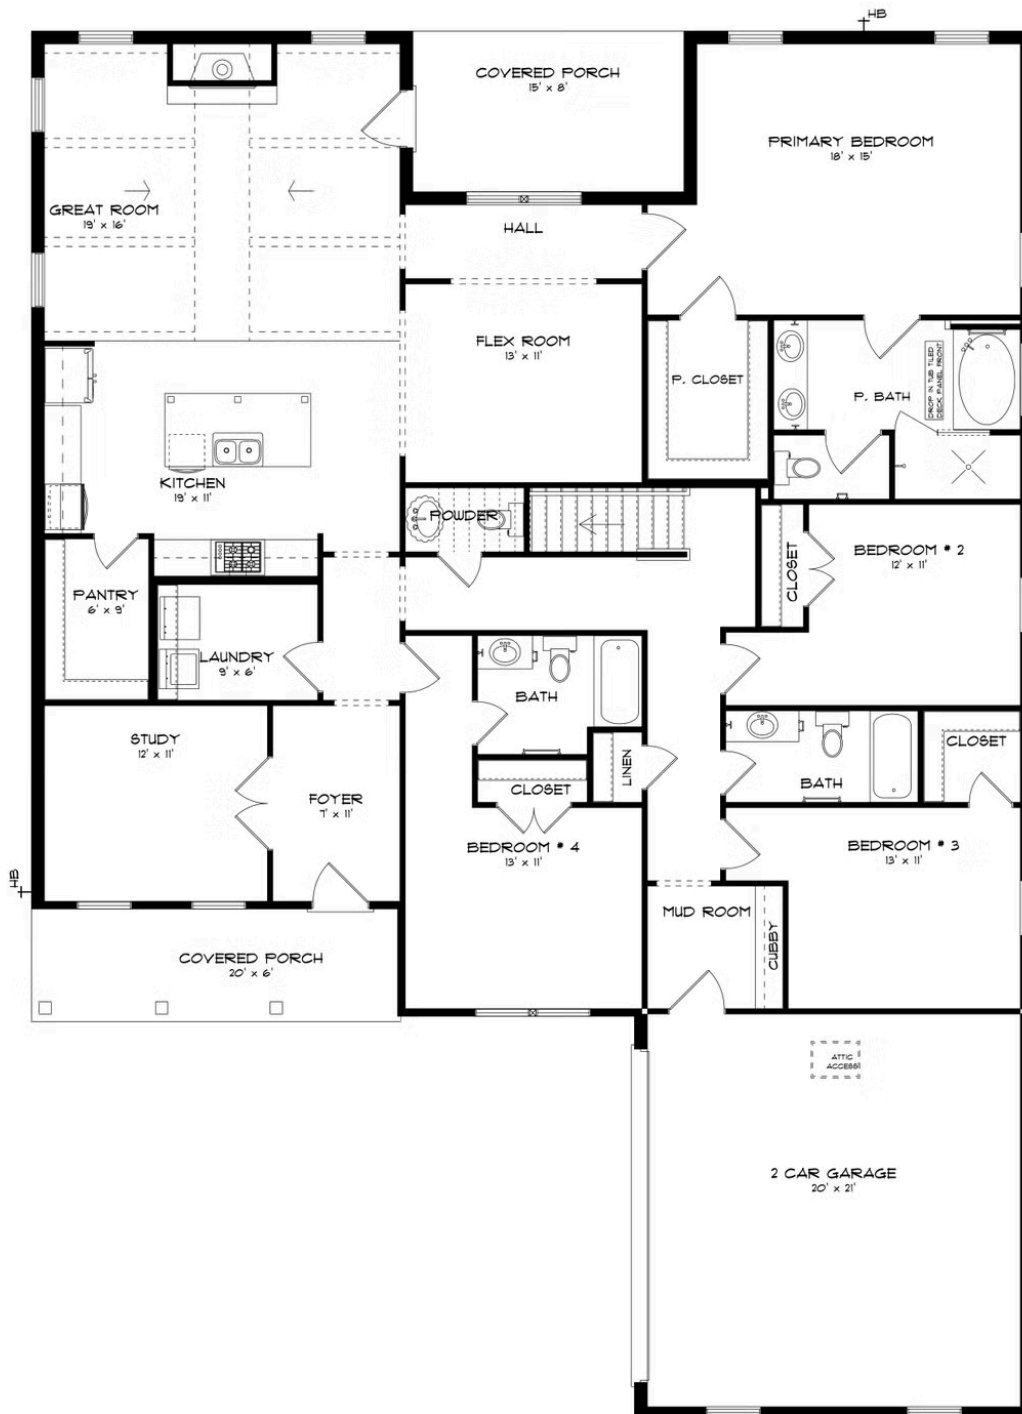 HB
COVERED PORCH
15' x 8'
PRIMARY BEDROOM
18' x 15'
GREAT ROOM
19' x 16'
HALL
FLEX ROOM
13' x 11'
P. CLOSET
DROP IN TUB TILED
DECK, PANEL FRONT
P. BATH
KITCHEN
19' x 11'
POWDER
CLOSET
BEDROOM # 2
12' x 11'
PANTRY
6' x 9'
LAUNDRY
9' x 6'
BATH
STUDY
12' x 11'
FOYER
7' x 11'
LINEN
CLOSET
BATH
CLOSET
BEDROOM # 4
13' x 11'
BEDROOM # 3
13' x 11'
HB
MUD ROOM
CUBBY
COVERED PORCH
20' x 6'
ATTIC
ACCESS
2 CAR GARAGE
20' x 21'